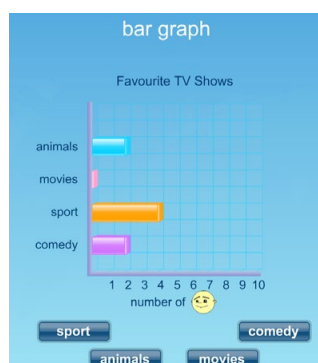 bar graph
Favourite TV Shows
animals
movies
sport
comedy
1 2 3 4 5 6 7 8 9 10
number of
sport
comedy
animals
movies